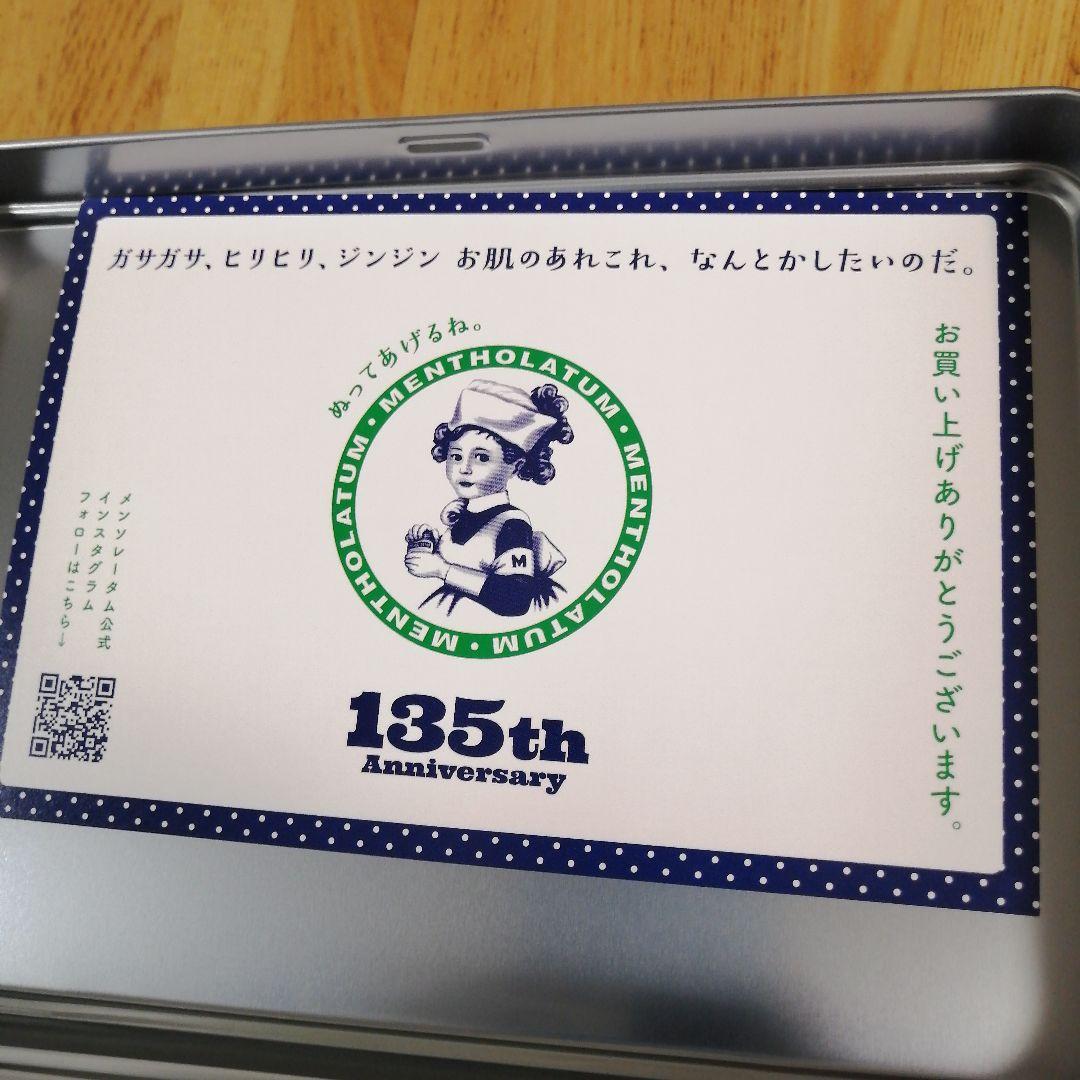 ガサガサ、ヒリヒリ、ジンジン お肌のあれこれ、なんとかしたいのだ。
お買い上げありがとうございます。
ぬってあげるね。
MENTHOLATUM・MENTHOLATUM・MENTHOLATUM・MENTHOLATUM
M
135th
Anniversary
メンソレータム公式
インスタグラム
フォローはこちら↓